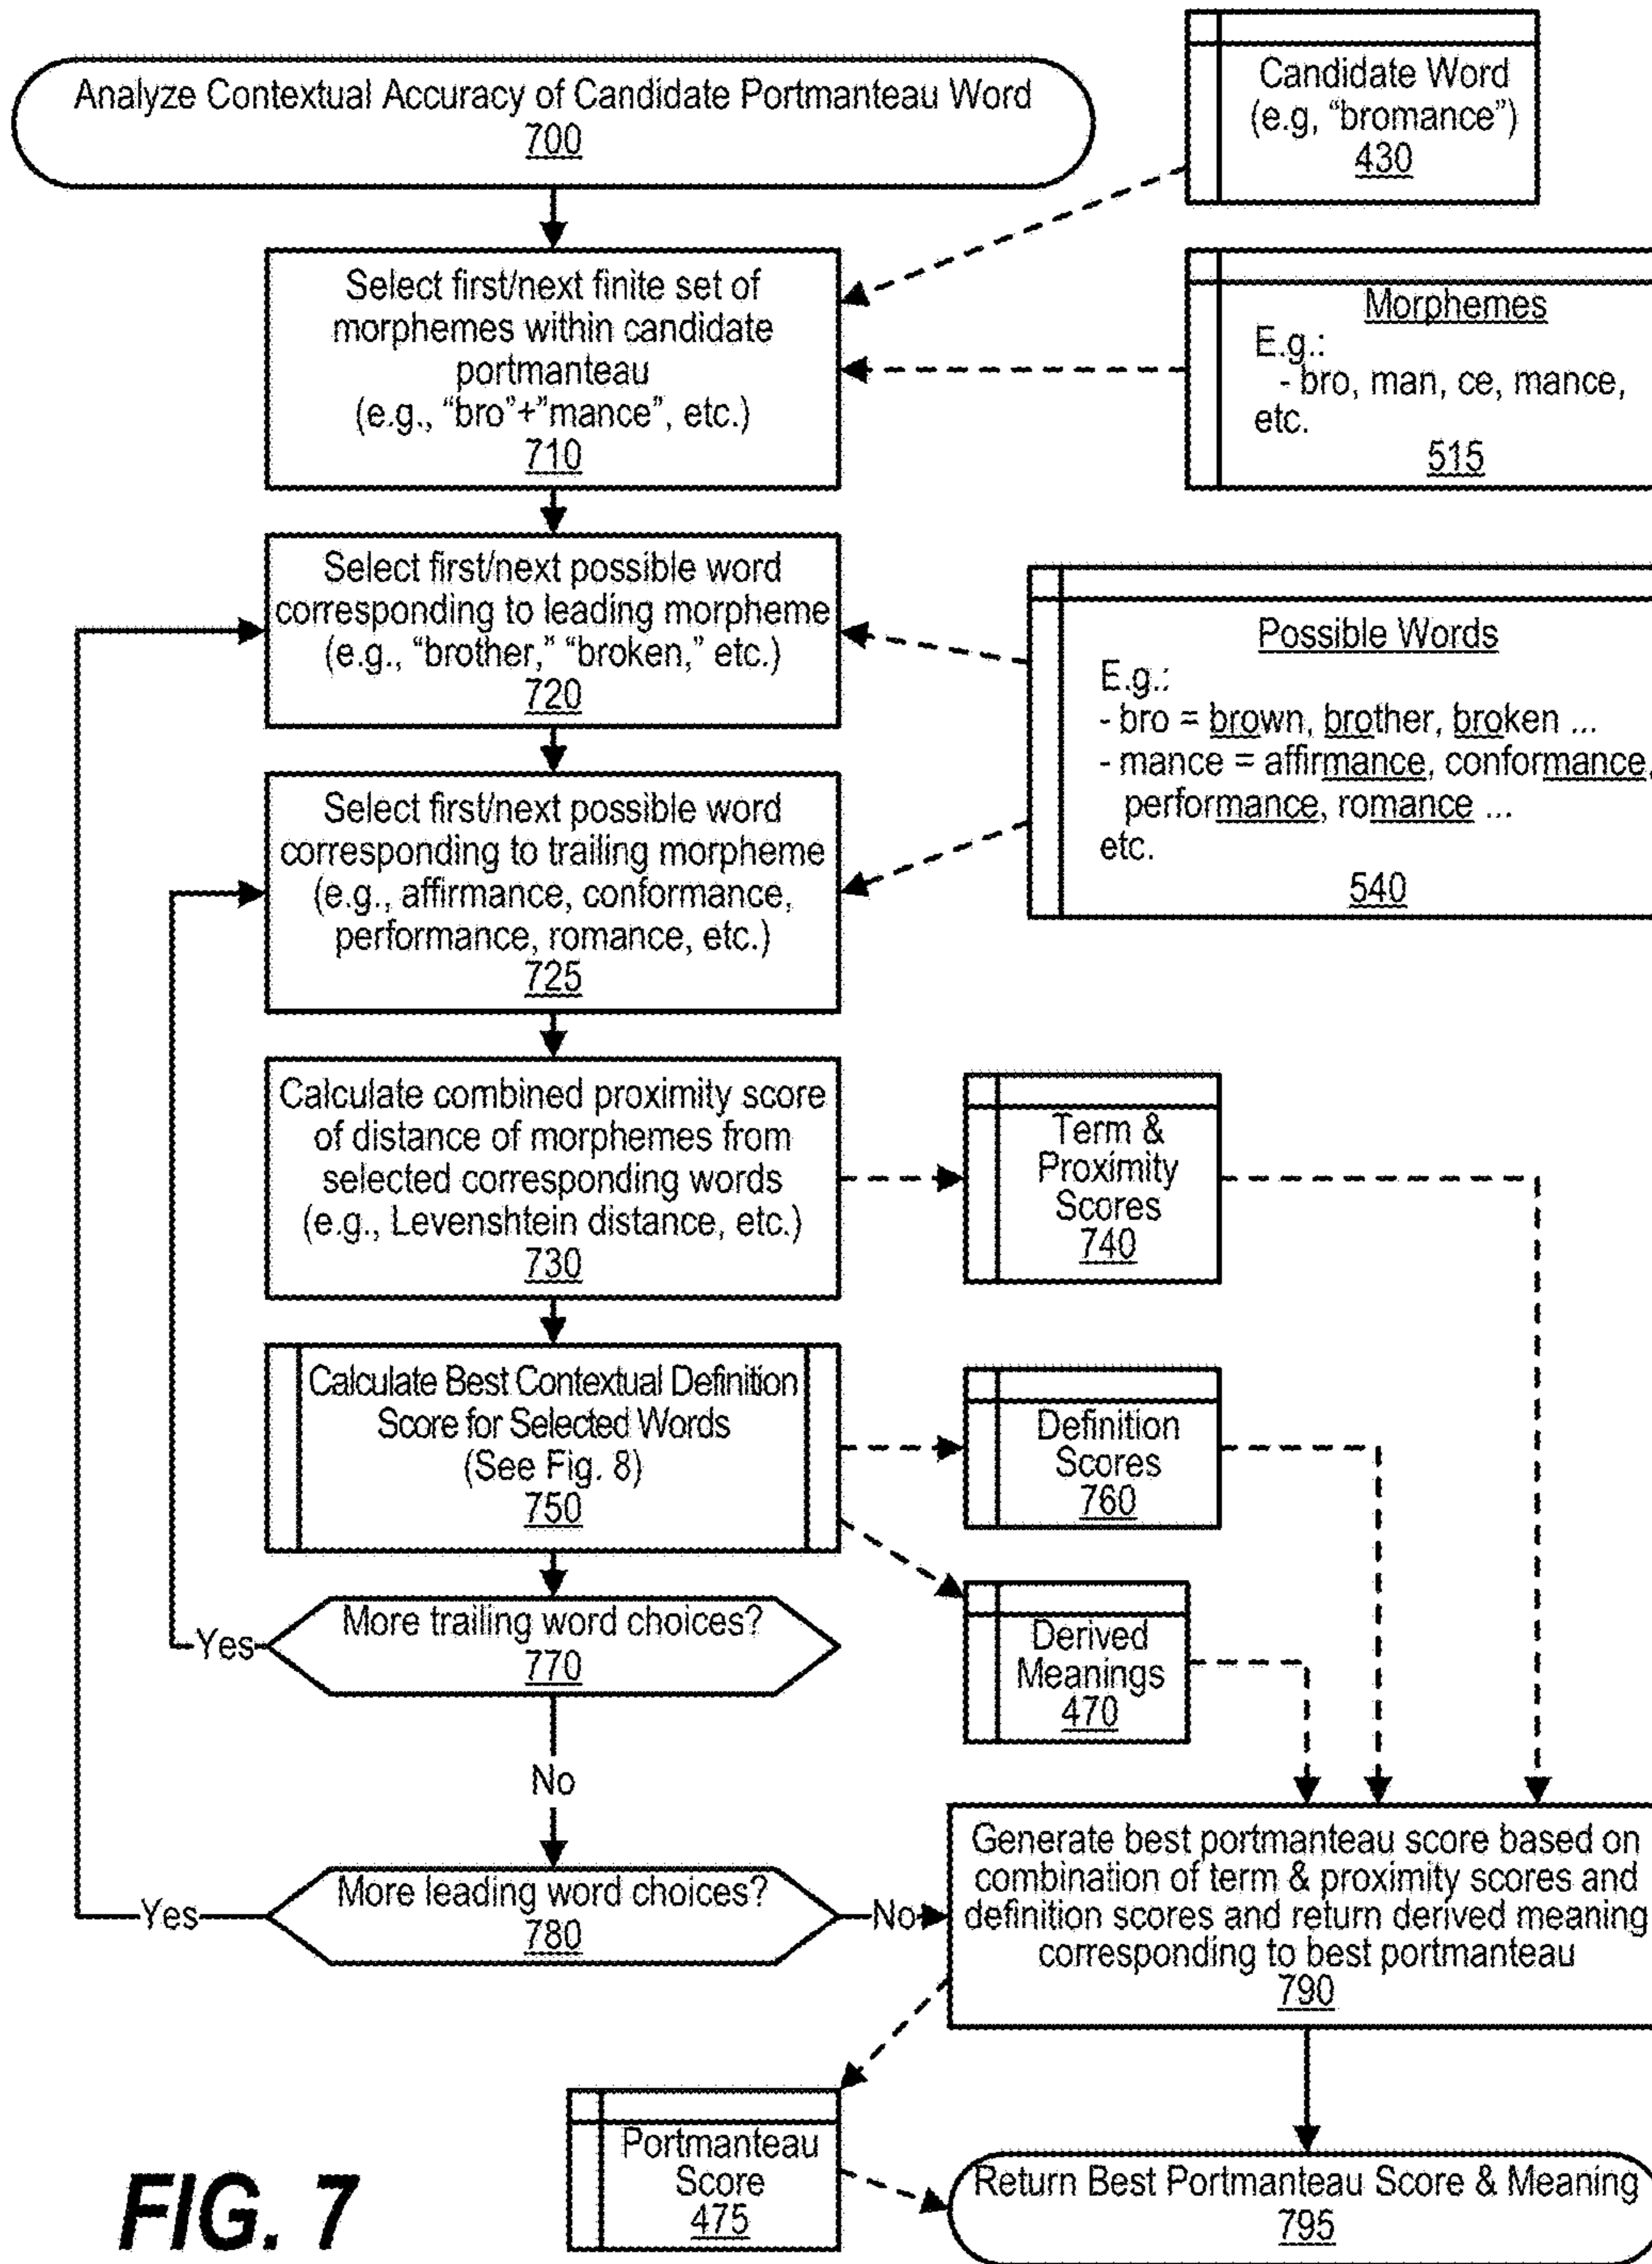 Analyze Contextual Accuracy of Candidate Portmanteau Word
700
Candidate Word
(e.g, “bromance”)
430
Select first/next finite set of
morphemes within candidate
portmanteau
(e.g., “bro”+”mance”, etc.)
710
Morphemes
E.g.:
- bro, man, ce, mance,
etc.
515
Select first/next possible word
corresponding to leading morpheme
(e.g., “brother,” “broken,” etc.)
720
Possible Words
E.g.:
- bro = brown, brother, broken ...
- mance = affirmance, conformance,
performance, romance ...
etc.
540
Select first/next possible word
corresponding to trailing morpheme
(e.g., affirmance, conformance,
performance, romance, etc.)
725
Calculate combined proximity score
of distance of morphemes from
selected corresponding words
(e.g., Levenshtein distance, etc.)
730
Term &
Proximity
Scores
740
Calculate Best Contextual Definition
Score for Selected Words
(See Fig. 8)
750
Definition
Scores
760
Derived
Meanings
470
More trailing word choices?
770
Yes
No
More leading word choices?
780
Yes
No
Generate best portmanteau score based on
combination of term & proximity scores and
definition scores and return derived meaning
corresponding to best portmanteau
790
Portmanteau
Score
475
Return Best Portmanteau Score & Meaning
795
FIG. 7